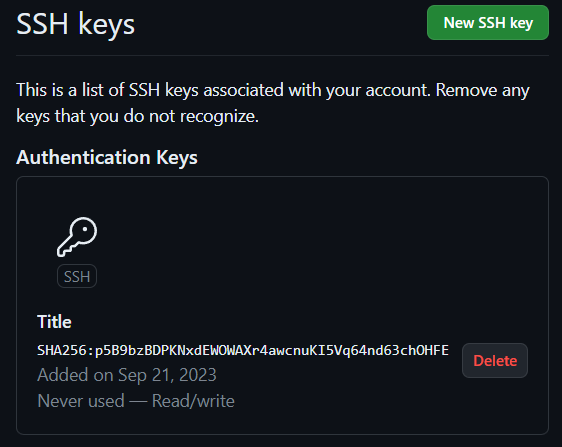 SSH keys
New SSH key
This is a list of SSH keys associated with your account. Remove any
keys that you do not recognize.
Authentication Keys
SSH
Title
SHA256:p5B9bzBDPKNxdEWOWAXr4awcnuKI5Vq64nd63chOHFE
Delete
Added on Sep 21, 2023
Never used — Read/write